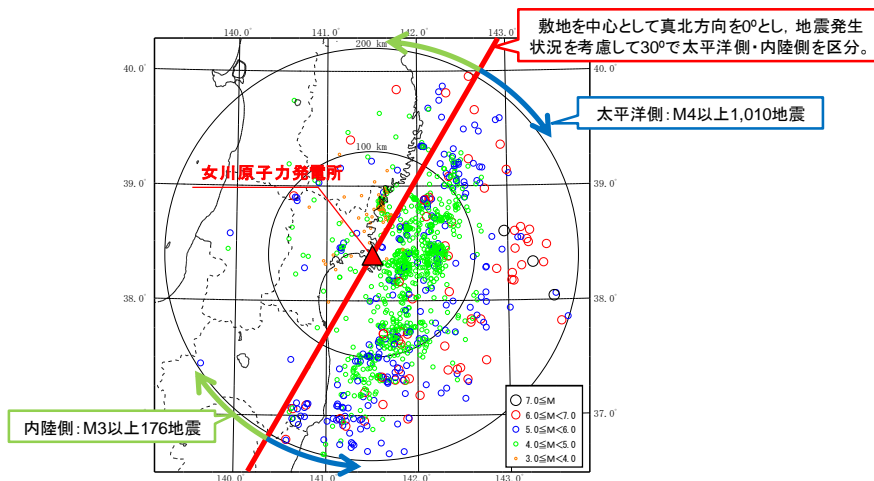 140.0°
141.0°
142.0°
143.0°
敷地を中心として真北方向を0°とし，地震発生
状況を考慮して30°で太平洋側・内陸側を区分。
200 km
40.0°
40.0°
太平洋側：M4以上1,010地震
100 km
女川原子力発電所
39.0°
39.0°
38.0°
38.0°
37.0°
37.0°
内陸側：M3以上176地震
7.0≦M
6.0≦M<7.0
5.0≦M<6.0
4.0≦M<5.0
3.0≦M<4.0
140.0°
141.0°
142.0°
143.0°